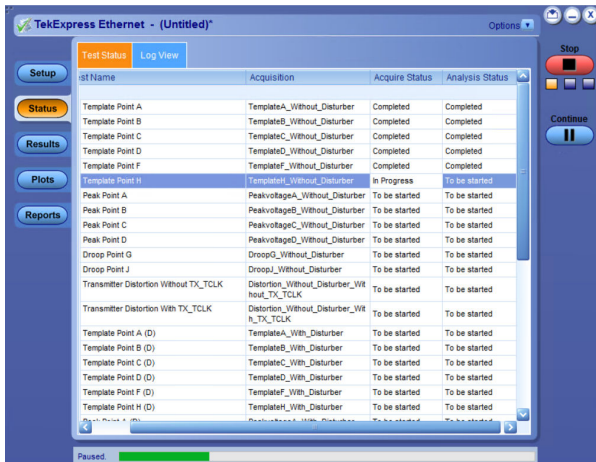 TekExpress Ethernet - (Untitled)* Options
Stop
Continue
Setup
Status
Results
Plots
Reports
Test Status Log View
st Name Acquisition Acquire Status Analysis Status
Template Point A TemplateA_Without_Disturber Completed Completed
Template Point B TemplateB_Without_Disturber Completed Completed
Template Point C TemplateC_Without_Disturber Completed Completed
Template Point D TemplateD_Without_Disturber Completed Completed
Template Point F TemplateF_Without_Disturber Completed Completed
Template Point H TemplateH_Without_Disturber In Progress To be started
Peak Point A PeakvoltageA_Without_Disturber To be started To be started
Peak Point B PeakvoltageB_Without_Disturber To be started To be started
Peak Point C PeakvoltageC_Without_Disturber To be started To be started
Peak Point D PeakvoltageD_Without_Disturber To be started To be started
Droop Point G DroopG_Without_Disturber To be started To be started
Droop Point J DroopJ_Without_Disturber To be started To be started
Transmitter Distortion Without TX_TCLK Distortion_Without_Disturber_Wit
hout_TX_TCLK To be started To be started
Transmitter Distortion With TX_TCLK Distortion_Without_Disturber_Wit
h_TX_TCLK To be started To be started
Template Point A (D) TemplateA_With_Disturber To be started To be started
Template Point B (D) TemplateB_With_Disturber To be started To be started
Template Point C (D) TemplateC_With_Disturber To be started To be started
Template Point D (D) TemplateD_With_Disturber To be started To be started
Template Point F (D) TemplateF_With_Disturber To be started To be started
Template Point H (D) TemplateH_With_Disturber To be started To be started
Paused.